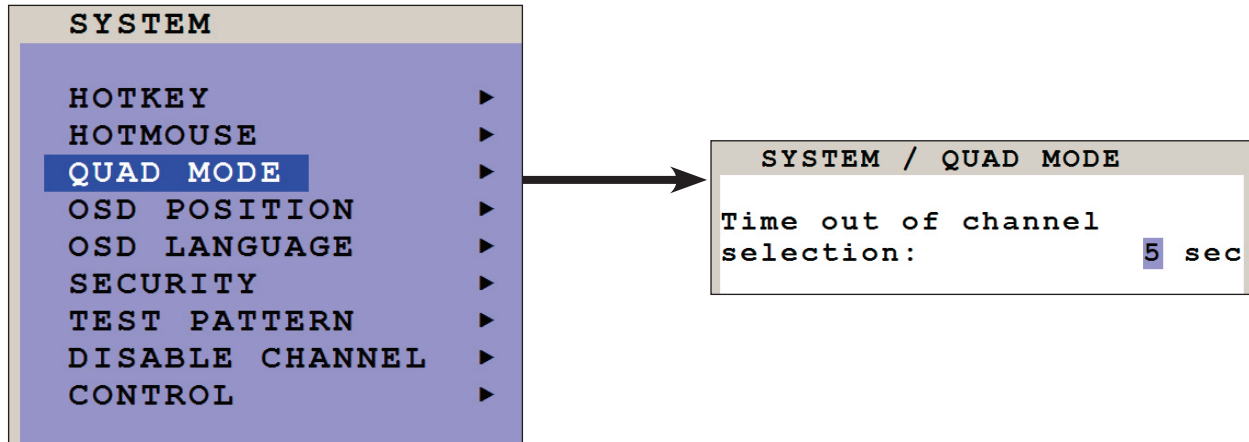 SYSTEM
HOTKEY ►
HOTMOUSE ►
QUAD MODE ►
OSD POSITION ►
OSD LANGUAGE ►
SECURITY ►
TEST PATTERN ►
DISABLE CHANNEL ►
CONTROL ►
SYSTEM / QUAD MODE
Time out of channel
selection: 5 sec